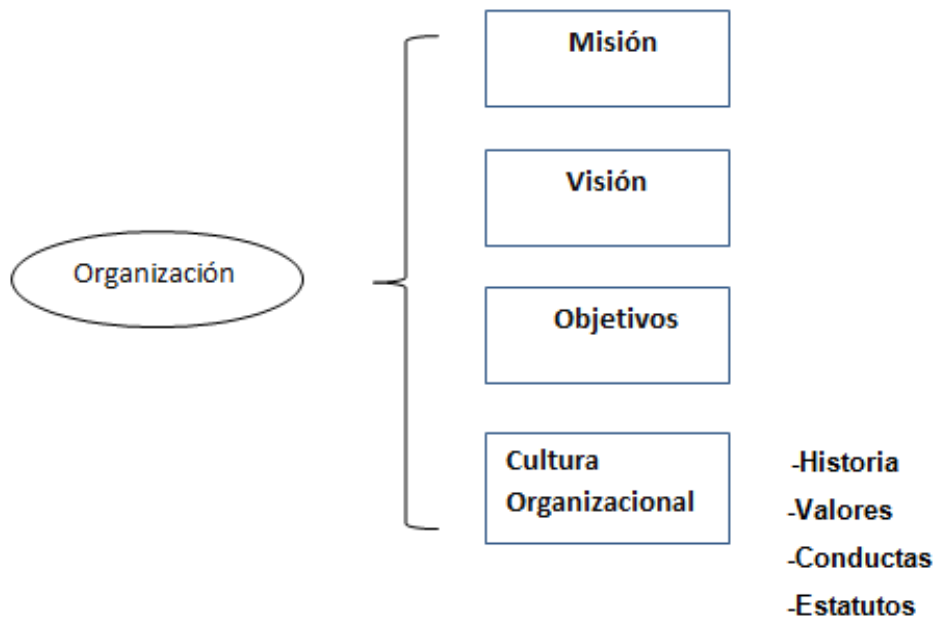 Misión
Visión
Organización
Objetivos
Cultura
Organizacional
-Historia
-Valores
-Conductas
-Estatutos